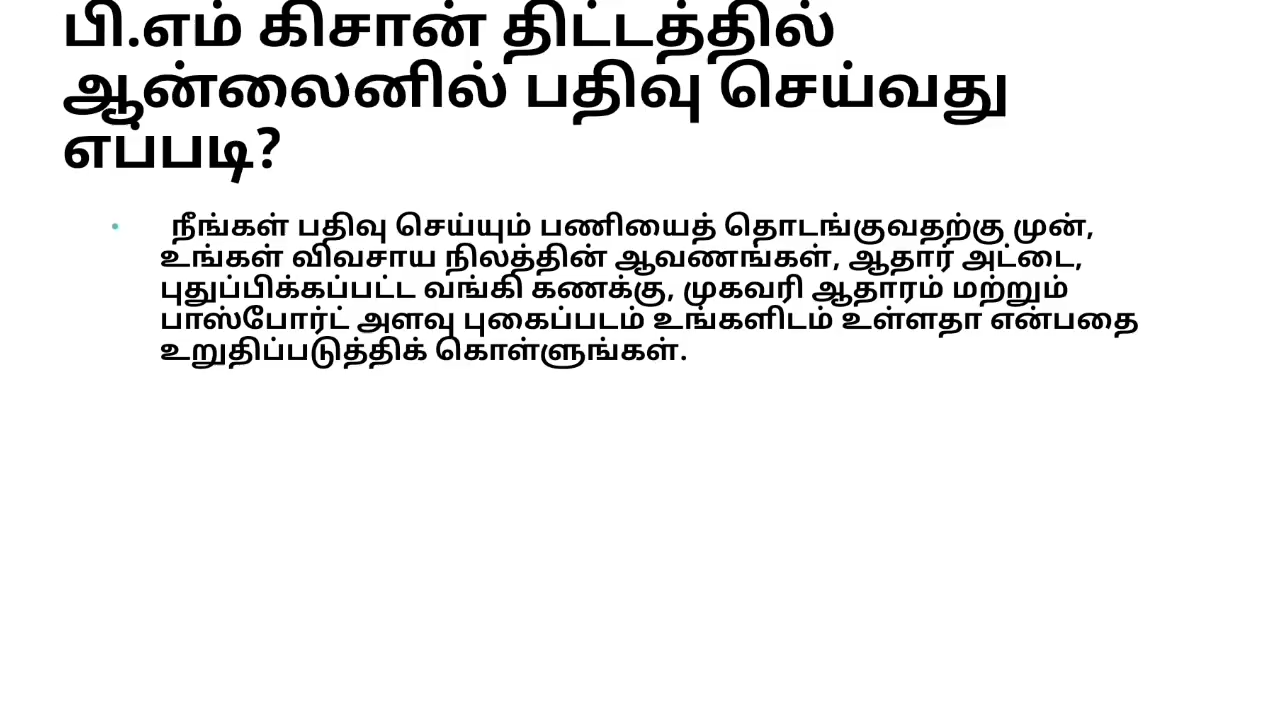 பி.எம் கிசான் திட்டத்தில்
ஆன்லைனில் பதிவு செய்வது
எப்படி?
• நீங்கள் பதிவு செய்யும் பணியைத் தொடங்குவதற்கு முன்,
உங்கள் விவசாய நிலத்தின் ஆவணங்கள், ஆதார் அட்டை,
புதுப்பிக்கப்பட்ட வங்கி கணக்கு, முகவரி ஆதாரம் மற்றும்
பாஸ்போர்ட் அளவு புகைப்படம் உங்களிடம் உள்ளதா என்பதை
உறுதிப்படுத்திக் கொள்ளுங்கள்.